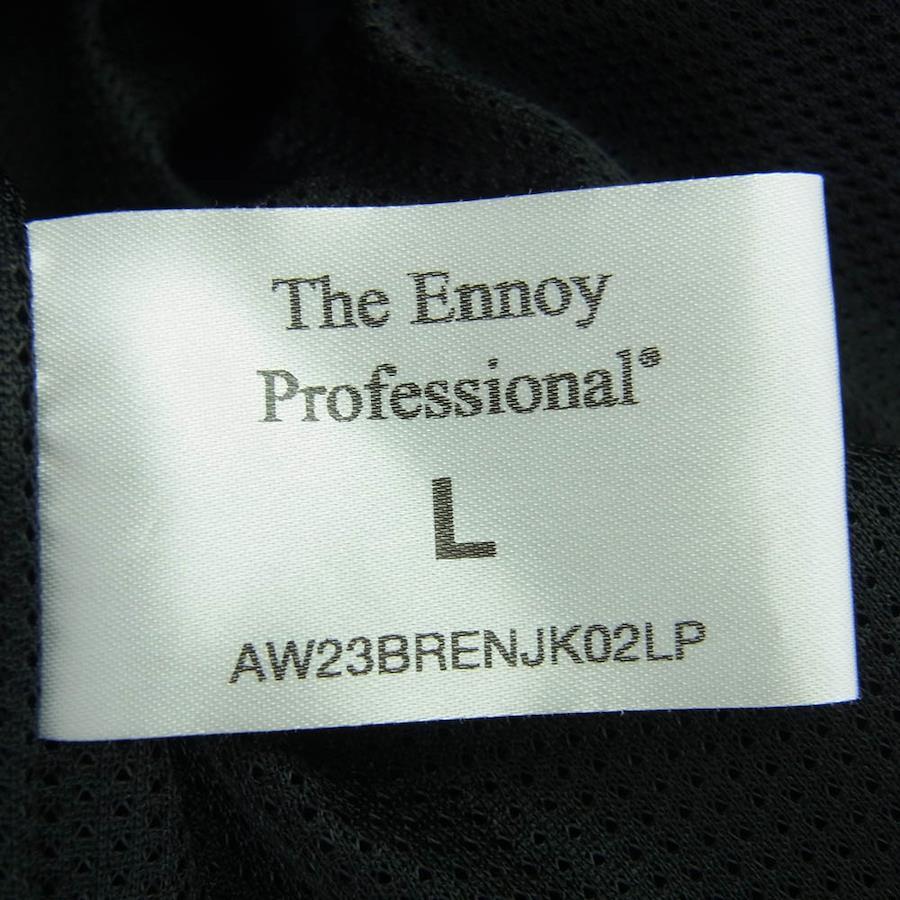 The Ennoy
Professional®
L
AW23BRENJK02LP